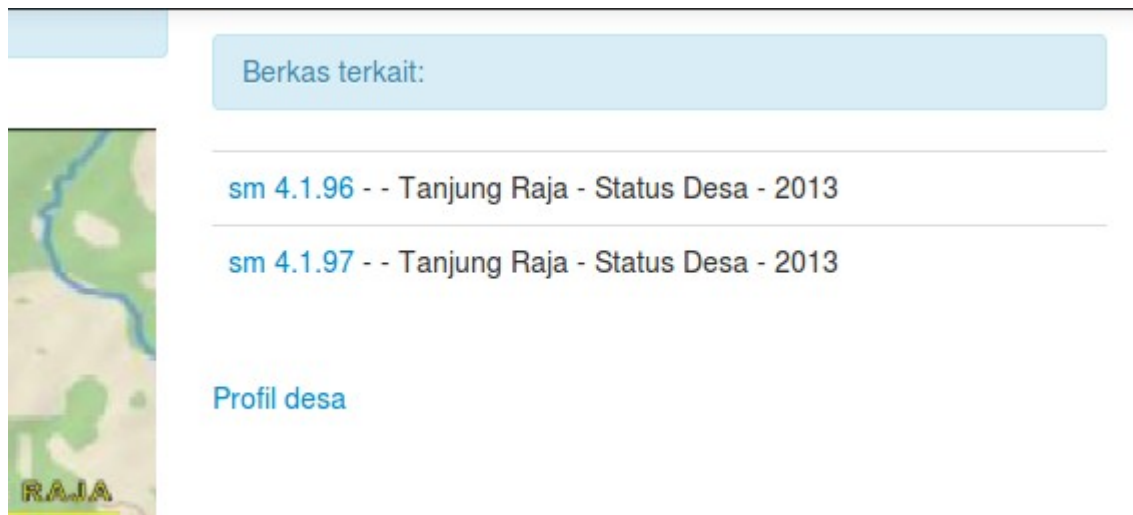 Berkas terkait:
sm 4.1.96 - - Tanjung Raja - Status Desa - 2013
sm 4.1.97 - - Tanjung Raja - Status Desa - 2013
Profil desa
RAJA